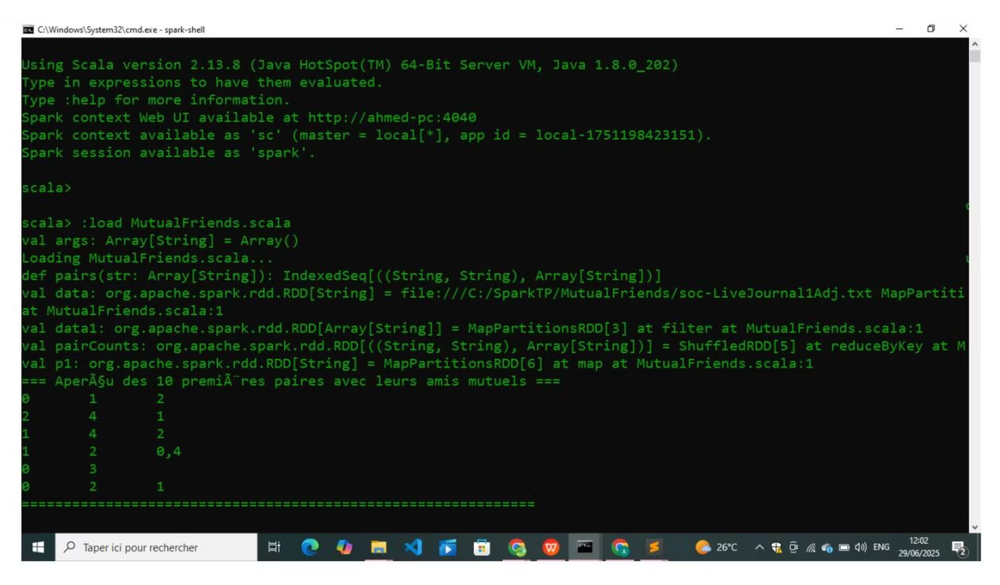 C:\Windows\System32\cmd.exe - spark-shell
Using Scala version 2.13.8 (Java HotSpot(TM) 64-Bit Server VM, Java 1.8.0_202)
Type in expressions to have them evaluated.
Type :help for more information.
Spark context Web UI available at http://ahmed-pc:4040
Spark context available as 'sc' (master = local[*], app id = local-1751198423151).
Spark session available as 'spark'.
scala>
scala> :load MutualFriends.scala
val args: Array[String] = Array()
Loading MutualFriends.scala...
def pairs(str: Array[String]): IndexedSeq[((String, String), Array[String])]
val data: org.apache.spark.rdd.RDD[String] = file:///C:/SparkTP/MutualFriends/soc-LiveJournal1Adj.txt MapPartiti
at MutualFriends.scala:1
val data1: org.apache.spark.rdd.RDD[Array[String]] = MapPartitionsRDD[3] at filter at MutualFriends.scala:1
val pairCounts: org.apache.spark.rdd.RDD[((String, String), Array[String])] = ShuffledRDD[5] at reduceByKey at M
val p1: org.apache.spark.rdd.RDD[String] = MapPartitionsRDD[6] at map at MutualFriends.scala:1
=== AperÃ§u des 10 premiÃ¨res paires avec leurs amis mutuels ===
0 1 2
2 4 1
1 4 2
1 2 0,4
0 3
0 2 1
=============================================================
Taper ici pour rechercher
26°C
ENG
12:02
29/06/2025
2